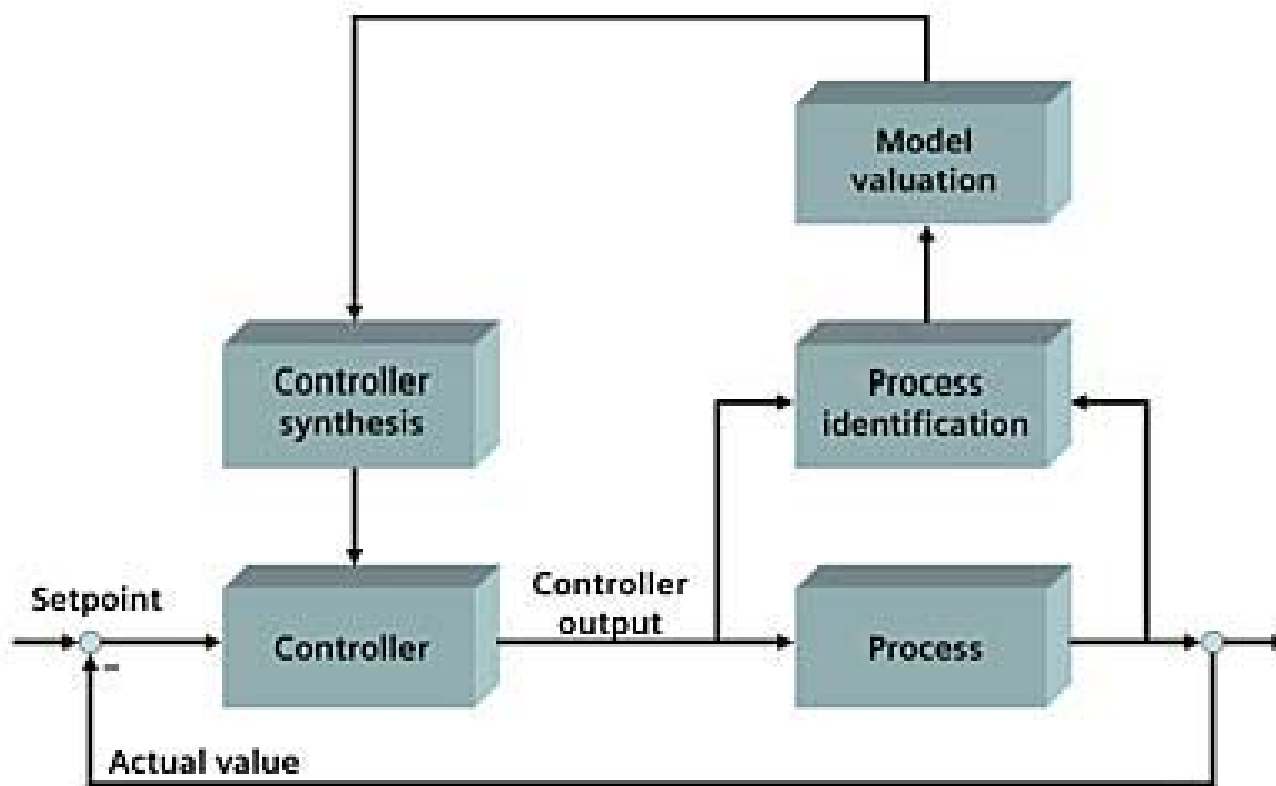 Model
valuation
Controller
synthesis
Process
identification
Setpoint
Controller
output
Controller
Process
-
Actual value